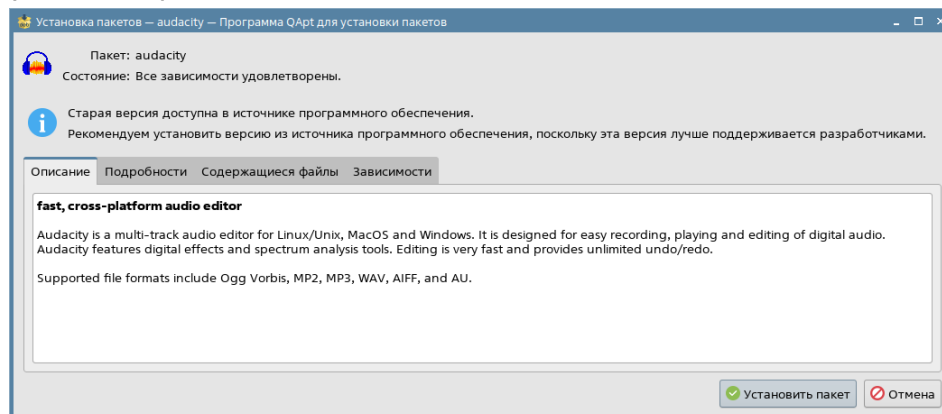 Установка пакетов — audacity — Программа QApt для установки пакетов
Пакет: audacity
Состояние: Все зависимости удовлетворены.
Старая версия доступна в источнике программного обеспечения.
Рекомендуем установить версию из источника программного обеспечения, поскольку эта версия лучше поддерживается разработчиками.
Описание Подробности Содержащиеся файлы Зависимости
fast, cross-platform audio editor
Audacity is a multi-track audio editor for Linux/Unix, MacOS and Windows. It is designed for easy recording, playing and editing of digital audio.
Audacity features digital effects and spectrum analysis tools. Editing is very fast and provides unlimited undo/redo.
Supported file formats include Ogg Vorbis, MP2, MP3, WAV, AIFF, and AU.
Установить пакет Отмена